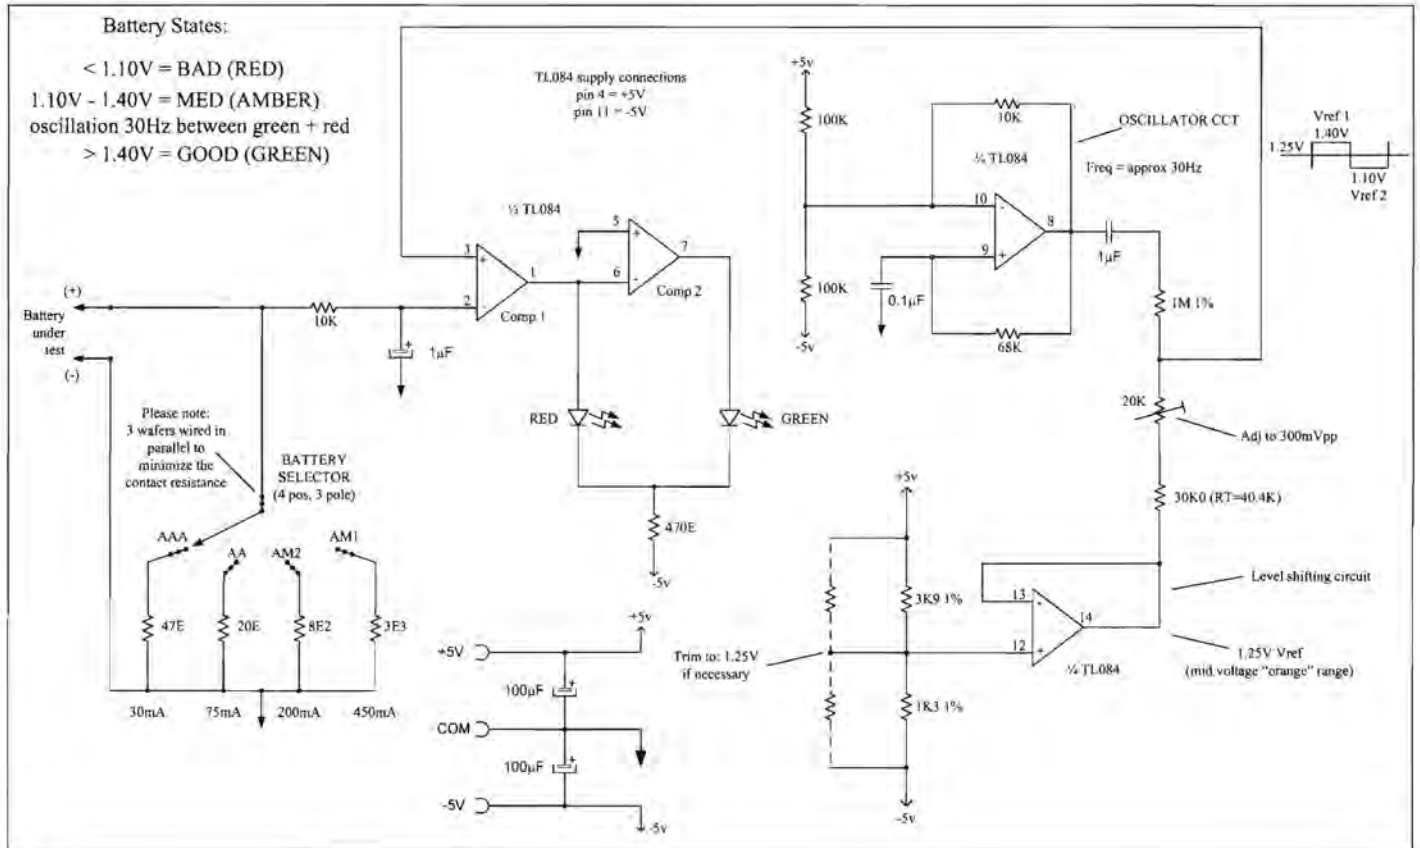 Battery States:
< 1.10V = BAD (RED)
1.10V - 1.40V = MED (AMBER)
oscillation 30Hz between green + red
> 1.40V = GOOD (GREEN)
TL084 supply connections
pin 4 = +5V
pin 11 = -5V
+5v
100K
10K
OSCILLATOR CCT
¼ TL084
Freq = approx 30Hz
Vref 1
1.40V
1.25V
1.10V
Vref 2
10
-
8
9
+
1µF
100K
0.1µF
-5v
68K
1M 1%
½ TL084
3
+
1
2
-
Comp 1
5
+
7
6
-
Comp 2
(+)
Battery
under
test
(-)
10K
+
1µF
RED
GREEN
20K
Adj to 300mVpp
Please note:
3 wafers wired in
parallel to
minimize the
contact resistance
BATTERY
SELECTOR
(4 pos, 3 pole)
470E
-5v
30K0 (RT=40.4K)
+5v
AAA
AA
AM2
AM1
47E
20E
8E2
3E3
30mA
75mA
200mA
450mA
3K9 1%
13
-
14
12
+
¼ TL084
Level shifting circuit
1.25V Vref
(mid voltage "orange" range)
Trim to: 1.25V
if necessary
1K3 1%
-5v
+5v
+5V
100µF
+
COM
100µF
+
-5V
-5v